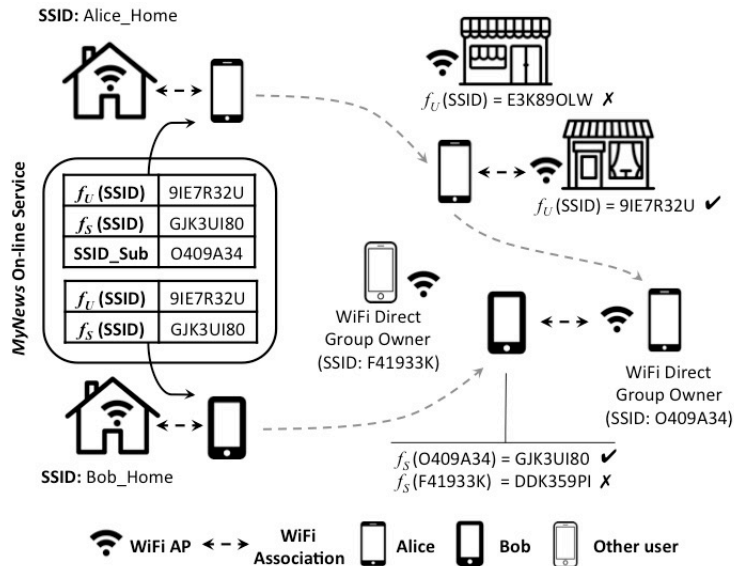 SSID: Alice_Home
f_U (SSID) = E3K89OLW ✗
f_U (SSID) = 9IE7R32U ✔
MyNews On-line Service
f_U (SSID) 9IE7R32U
f_S (SSID) GJK3UI80
SSID_Sub O409A34
f_U (SSID) 9IE7R32U
f_S (SSID) GJK3UI80
WiFi Direct
Group Owner
(SSID: F41933K)
WiFi Direct
Group Owner
(SSID: O409A34)
SSID: Bob_Home
f_S (O409A34) = GJK3UI80 ✔
f_S (F41933K) = DDK359PI ✗
WiFi AP
WiFi
Association
Alice
Bob
Other user